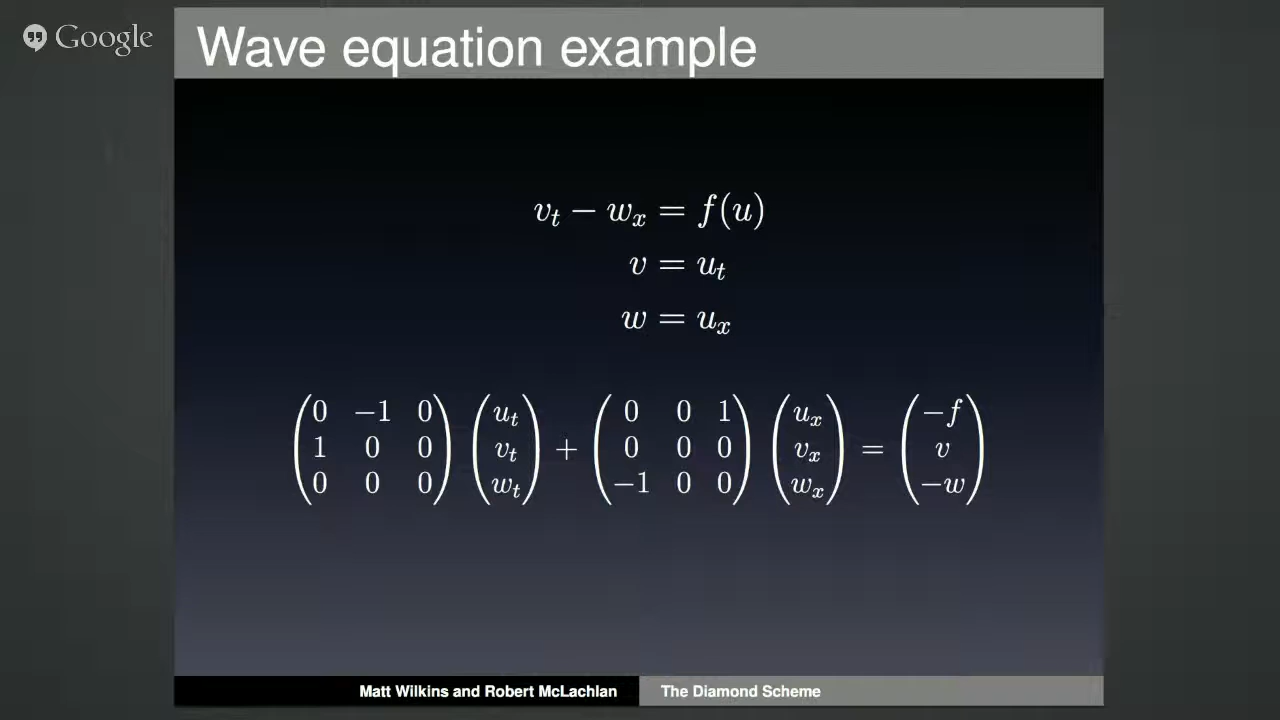 Google
Wave equation example
v_t − w_x = f(u)
v = u_t
w = u_x
(0 −1 0) (u_t) + (0 0 1) (u_x) = (−f)
(1 0 0) (v_t) (0 0 0) (v_x) (v)
(0 0 0) (w_t) (−1 0 0) (w_x) (−w)
Matt Wilkins and Robert McLachlan The Diamond Scheme